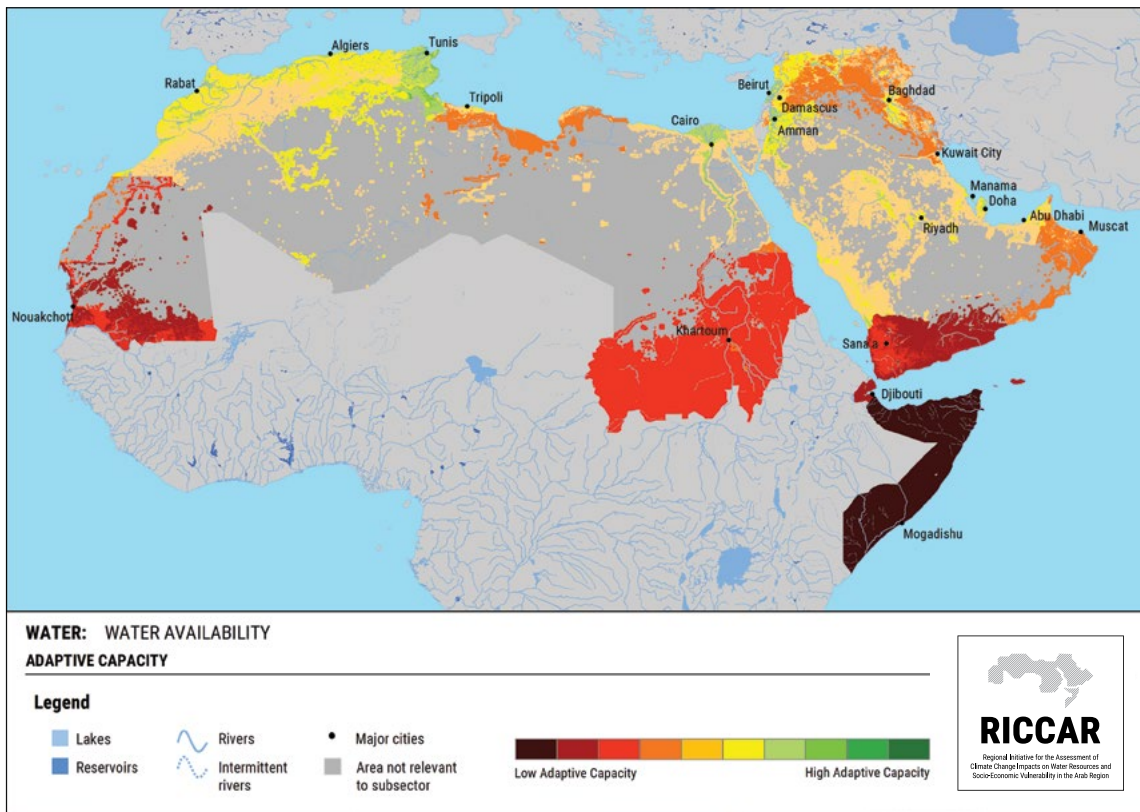 Algiers
Tunis
Rabat
Tripoli
Beirut
Baghdad
Damascus
Cairo
Amman
Kuwait City
Manama
Doha
Abu Dhabi
Muscat
Riyadh
Nouakchott
Khartoum
Sana'a
Djibouti
Mogadishu
WATER: WATER AVAILABILITY
ADAPTIVE CAPACITY
Legend
Lakes
Reservoirs
Rivers
Intermittent
rivers
Major cities
Area not relevant
to subsector
Low Adaptive Capacity
High Adaptive Capacity
RICCAR
Regional Initiative for the Assessment of
Climate Change Impacts on Water Resources and
Socio-Economic Vulnerability in the Arab Region